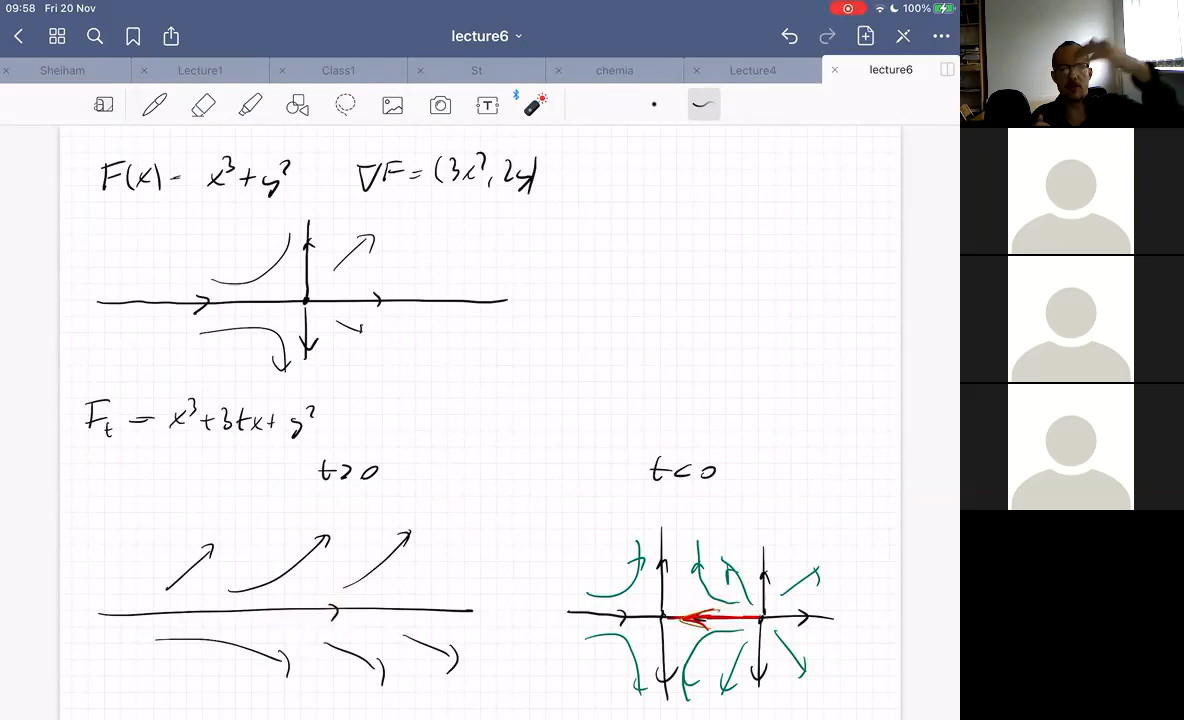 09:58 Fri 20 Nov
100%
lecture6
Sheiham Lecture1 Class1 St chemia Lecture4 lecture6
F(x) = x³+y² ∇F = (3x², 2y)
F_t = x³+3tx+y²
t>0 t<0